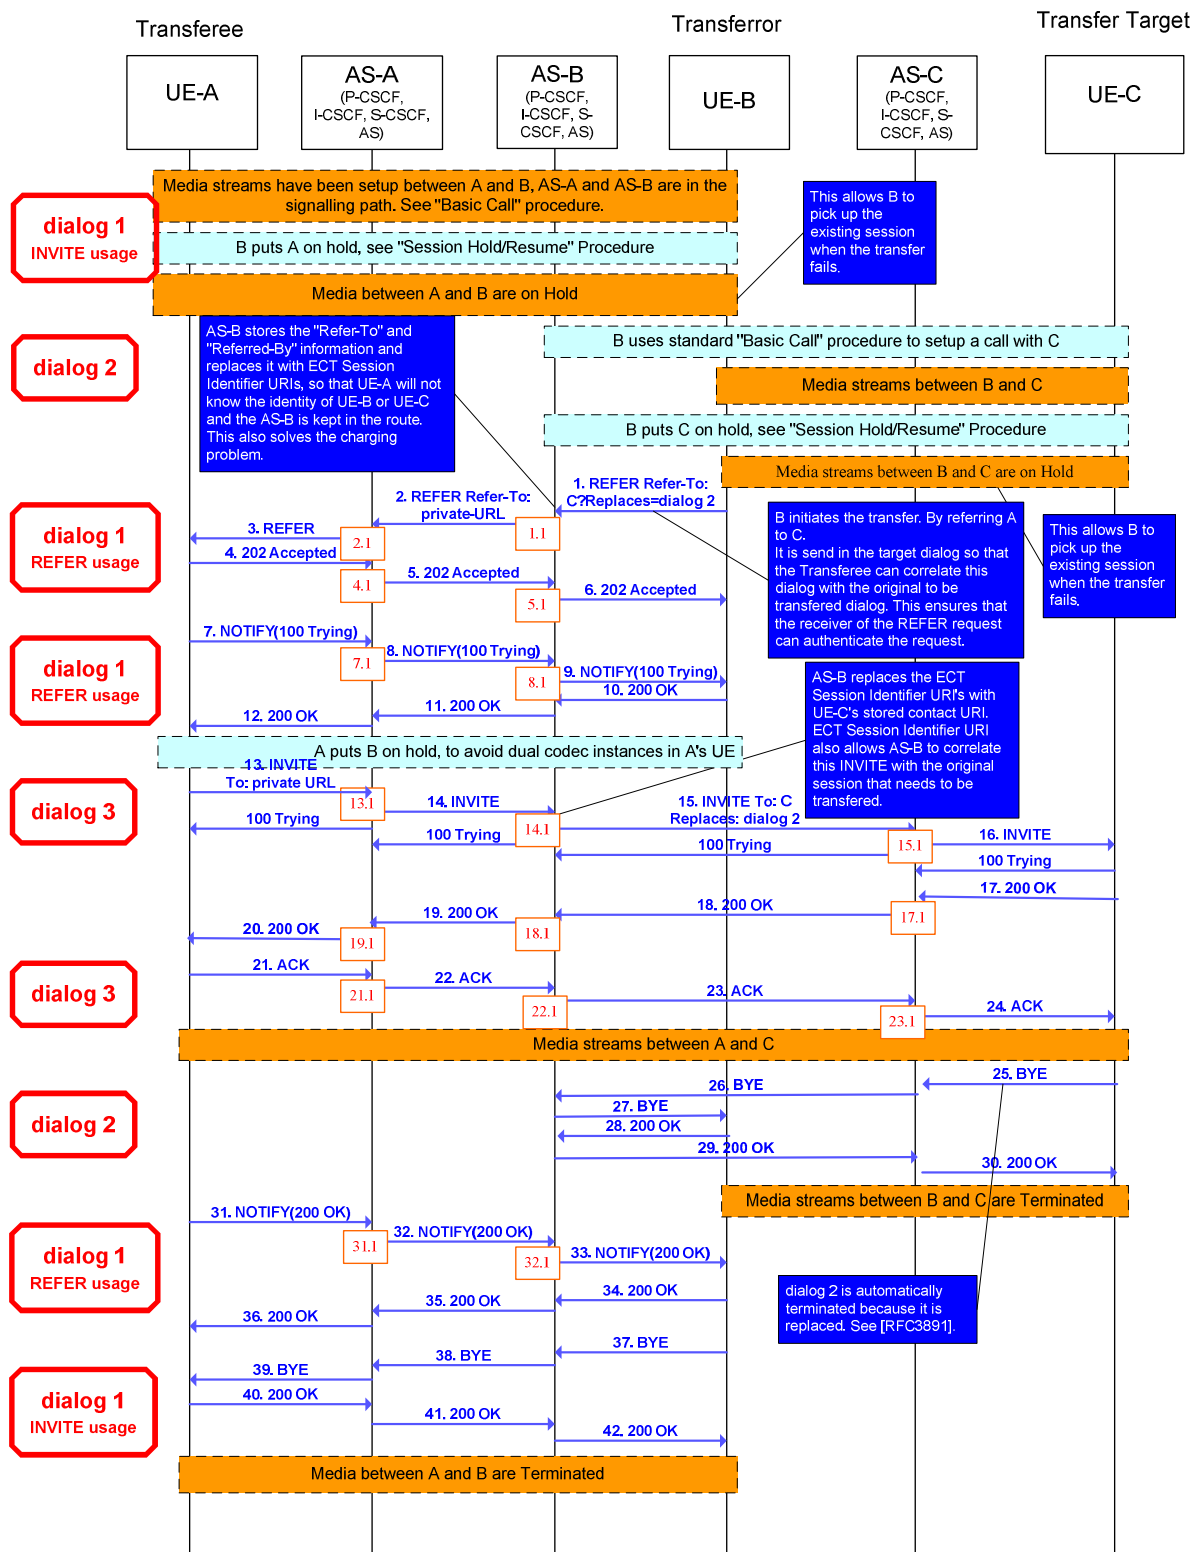 Transferee
Transferror
Transfer Target
UE-A
AS-A
(P-CSCF,
I-CSCF, S-CSCF,
AS)
AS-B
(P-CSCF,
I-CSCF, S-
CSCF, AS)
UE-B
AS-C
(P-CSCF,
I-CSCF, S-
CSCF, AS)
UE-C
Media streams have been setup between A and B, AS-A and AS-B are in the
signalling path. See "Basic Call" procedure.
This allows B to
pick up the
existing session
when the transfer
fails.
dialog 1
INVITE usage
B puts A on hold, see "Session Hold/Resume" Procedure
Media between A and B are on Hold
AS-B stores the "Refer-To" and
"Referred-By" information and
replaces it with ECT Session
Identifier URIs, so that UE-A will not
know the identity of UE-B or UE-C
and the AS-B is kept in the route.
This also solves the charging
problem.
B uses standard "Basic Call" procedure to setup a call with C
dialog 2
Media streams between B and C
B puts C on hold, see "Session Hold/Resume" Procedure
Media streams between B and C are on Hold
1. REFER Refer-To:
C?Replaces=dialog 2
2. REFER Refer-To:
private-URL
1.1
3. REFER
2.1
dialog 1
REFER usage
B initiates the transfer. By referring A
to C.
It is send in the target dialog so that
the Transferee can correlate this
dialog with the original to be
transfered dialog. This ensures that
the receiver of the REFER request
can authenticate the request.
This allows B to
pick up the
existing session
when the transfer
fails.
4. 202 Accepted
4.1
5. 202 Accepted
5.1
6. 202 Accepted
7. NOTIFY(100 Trying)
7.1
8. NOTIFY(100 Trying)
8.1
9. NOTIFY(100 Trying)
10. 200 OK
11. 200 OK
12. 200 OK
dialog 1
REFER usage
AS-B replaces the ECT
Session Identifier URI's with
UE-C's stored contact URI.
ECT Session Identifier URI
also allows AS-B to correlate
this INVITE with the original
session that needs to be
transfered.
A puts B on hold, to avoid dual codec instances in A's UE
13. INVITE
To: private URL
13.1
dialog 3
14. INVITE
14.1
15. INVITE To: C
Replaces: dialog 2
15.1
16. INVITE
100 Trying
100 Trying
100 Trying
100 Trying
17. 200 OK
17.1
18. 200 OK
18.1
19. 200 OK
19.1
20. 200 OK
21. ACK
21.1
22. ACK
22.1
23. ACK
23.1
24. ACK
dialog 3
Media streams between A and C
25. BYE
26. BYE
27. BYE
28. 200 OK
29. 200 OK
30. 200 OK
dialog 2
Media streams between B and C are Terminated
31. NOTIFY(200 OK)
31.1
32. NOTIFY(200 OK)
32.1
33. NOTIFY(200 OK)
34. 200 OK
35. 200 OK
36. 200 OK
dialog 1
REFER usage
dialog 2 is automatically
terminated because it is
replaced. See [RFC3891].
37. BYE
38. BYE
39. BYE
40. 200 OK
41. 200 OK
42. 200 OK
dialog 1
INVITE usage
Media between A and B are Terminated